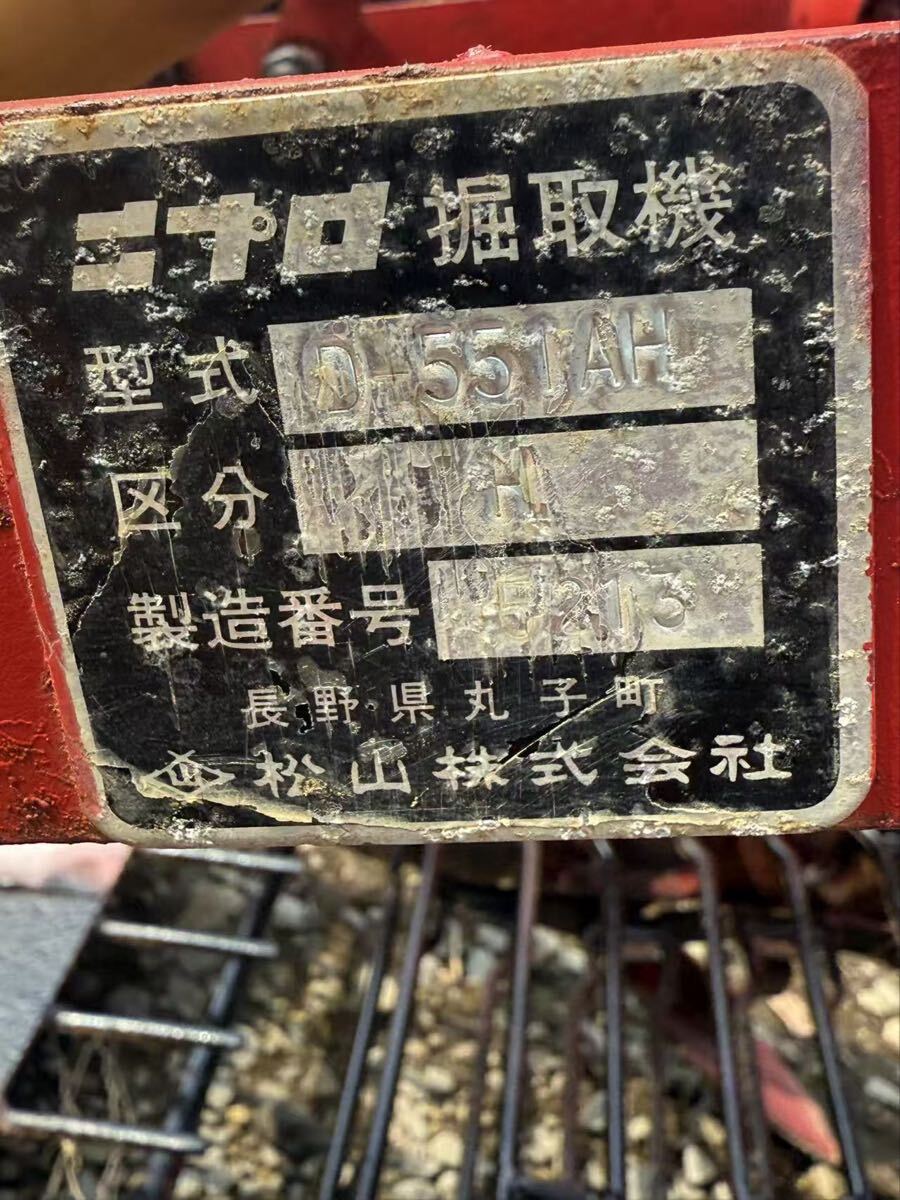 ニプロ 掘取機
型式 D-551AH
区分 H
製造番号 5213
長野県丸子町
松山株式会社